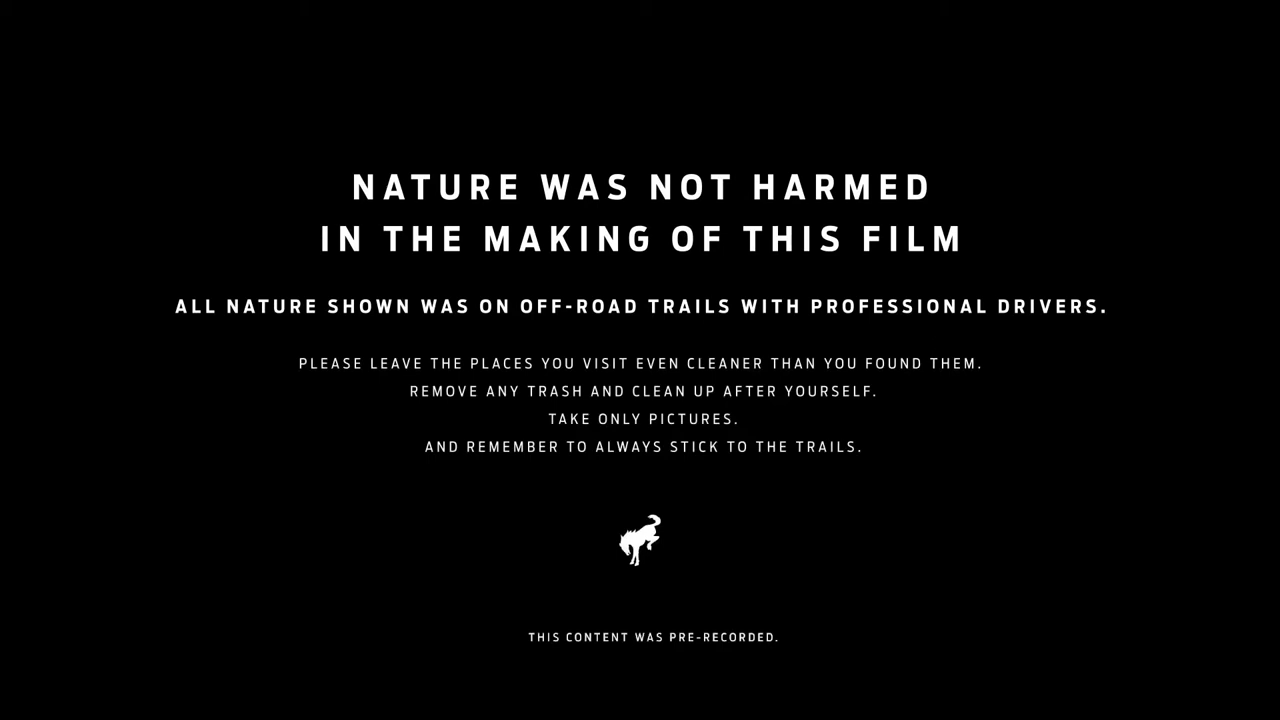 NATURE WAS NOT HARMED
IN THE MAKING OF THIS FILM
ALL NATURE SHOWN WAS ON OFF-ROAD TRAILS WITH PROFESSIONAL DRIVERS.
PLEASE LEAVE THE PLACES YOU VISIT EVEN CLEANER THAN YOU FOUND THEM.
REMOVE ANY TRASH AND CLEAN UP AFTER YOURSELF.
TAKE ONLY PICTURES.
AND REMEMBER TO ALWAYS STICK TO THE TRAILS.
THIS CONTENT WAS PRE-RECORDED.